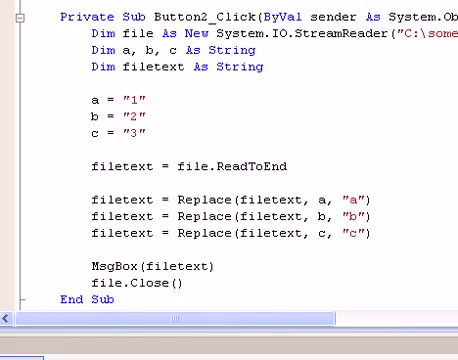 Private Sub Button2_Click(ByVal sender As System.Ob
Dim file As New System.IO.StreamReader("C:\some
Dim a, b, c As String
Dim filetext As String
a = "1"
b = "2"
c = "3"
filetext = file.ReadToEnd
filetext = Replace(filetext, a, "a")
filetext = Replace(filetext, b, "b")
filetext = Replace(filetext, c, "c")
MsgBox(filetext)
file.Close()
End Sub